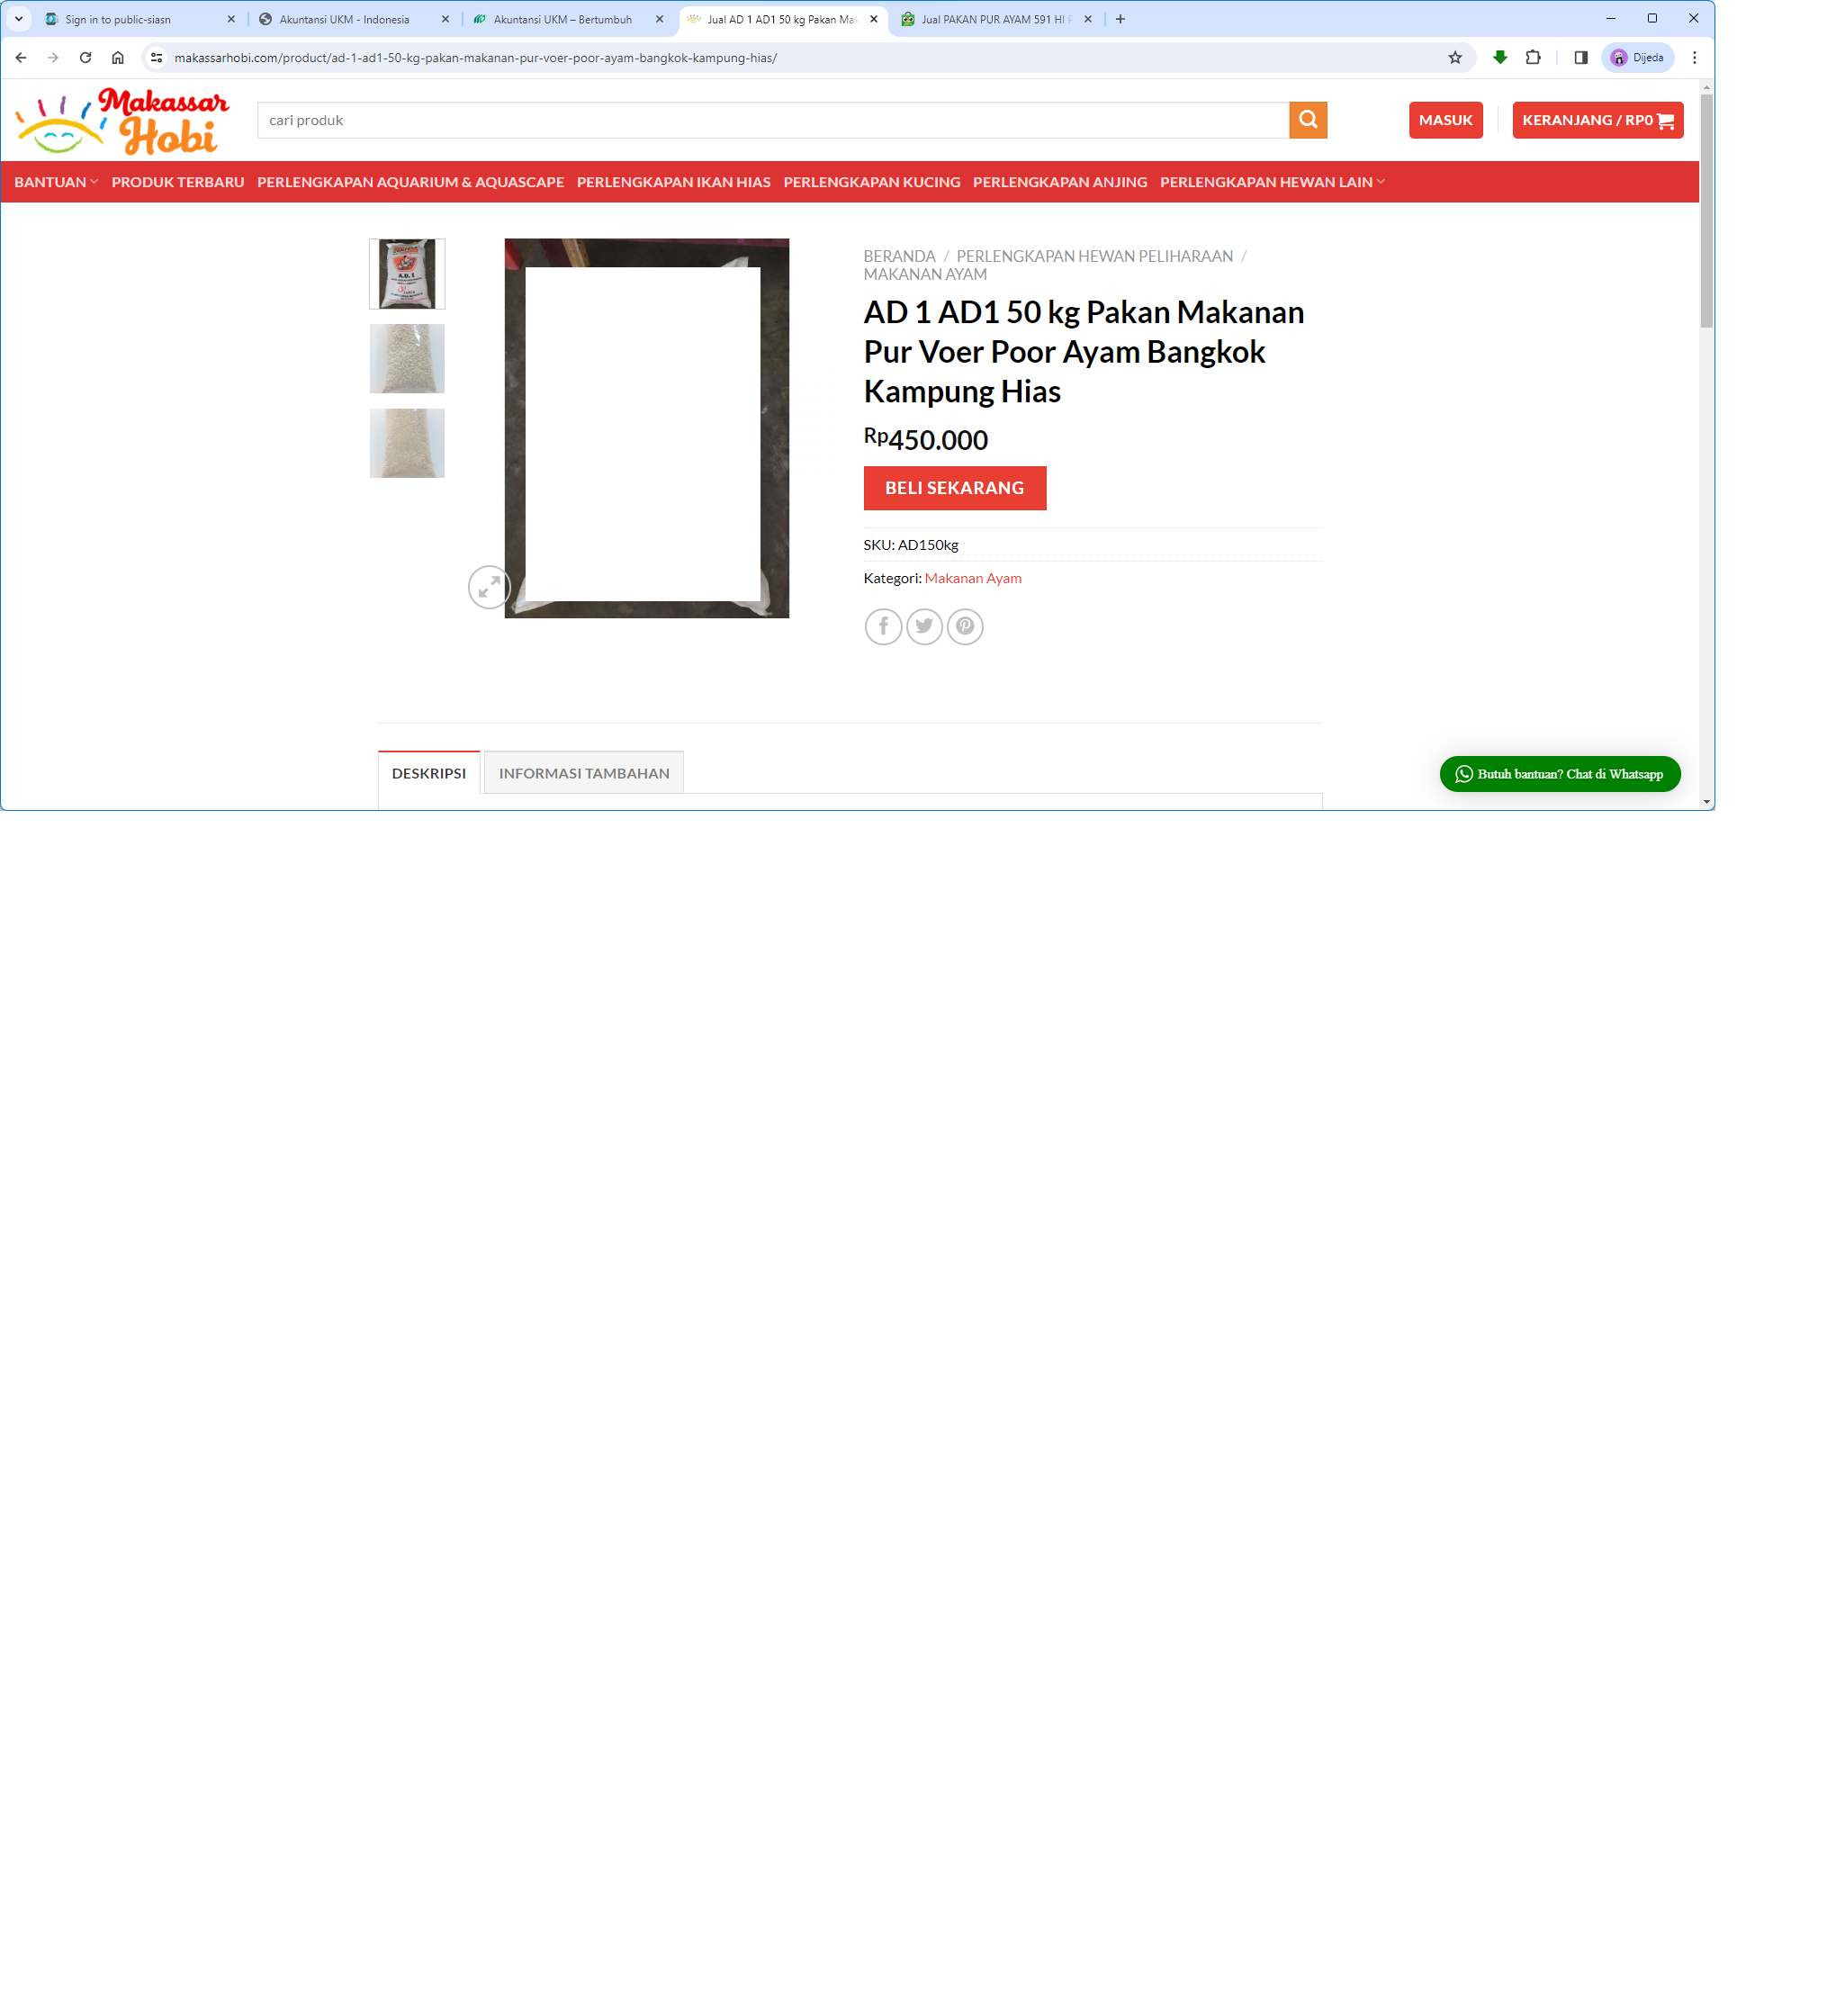 Sign in to public-siasn
Akuntansi UKM - Indonesia
Akuntansi UKM – Bertumbuh
Jual AD 1 AD1 50 kg Pakan Mak
Jual PAKAN PUR AYAM 591 HI P
makassarhobi.com/product/ad-1-ad1-50-kg-pakan-makanan-pur-voer-poor-ayam-bangkok-kampung-hias/
Dijeda
Makassar
Hobi
cari produk
MASUK
KERANJANG / RP0
BANTUAN PRODUK TERBARU PERLENGKAPAN AQUARIUM & AQUASCAPE PERLENGKAPAN IKAN HIAS PERLENGKAPAN KUCING PERLENGKAPAN ANJING PERLENGKAPAN HEWAN LAIN
A.D. 1
BERANDA / PERLENGKAPAN HEWAN PELIHARAAN /
MAKANAN AYAM
AD 1 AD1 50 kg Pakan Makanan
Pur Voer Poor Ayam Bangkok
Kampung Hias
Rp450.000
BELI SEKARANG
SKU: AD150kg
Kategori: Makanan Ayam
DESKRIPSI
INFORMASI TAMBAHAN
Butuh bantuan? Chat di Whatsapp